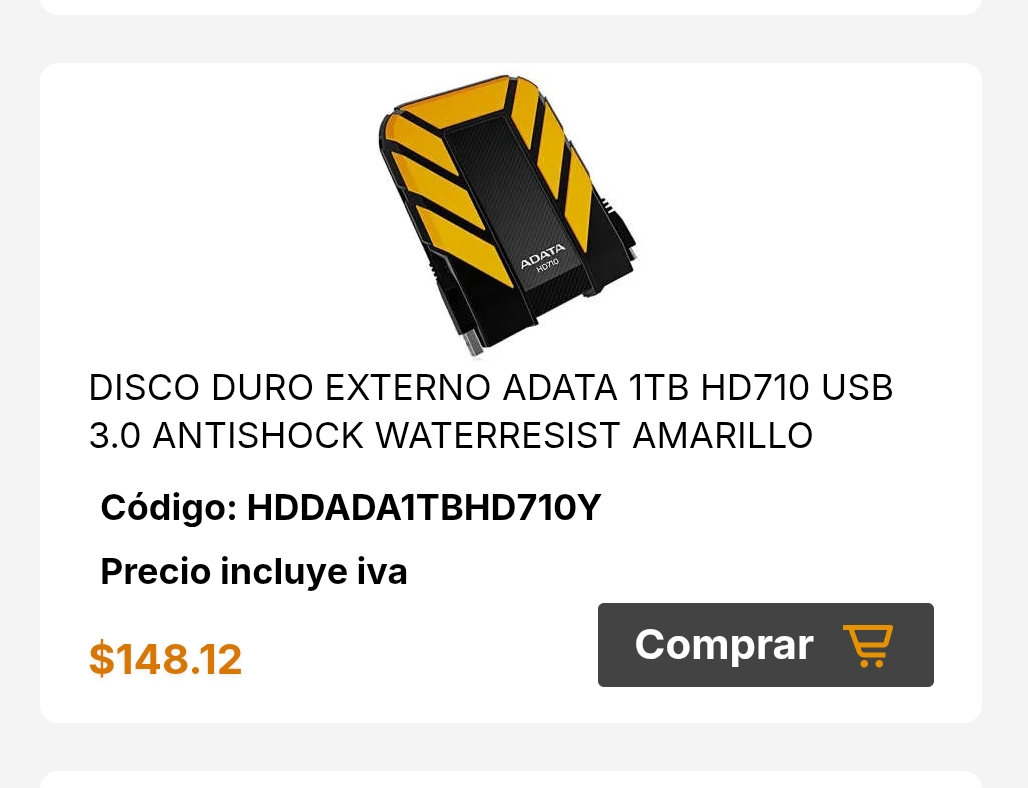 ADATA
HD710
DISCO DURO EXTERNO ADATA 1TB HD710 USB
3.0 ANTISHOCK WATERRESIST AMARILLO
Código: HDDADA1TBHD710Y
Precio incluye iva
$148.12
Comprar